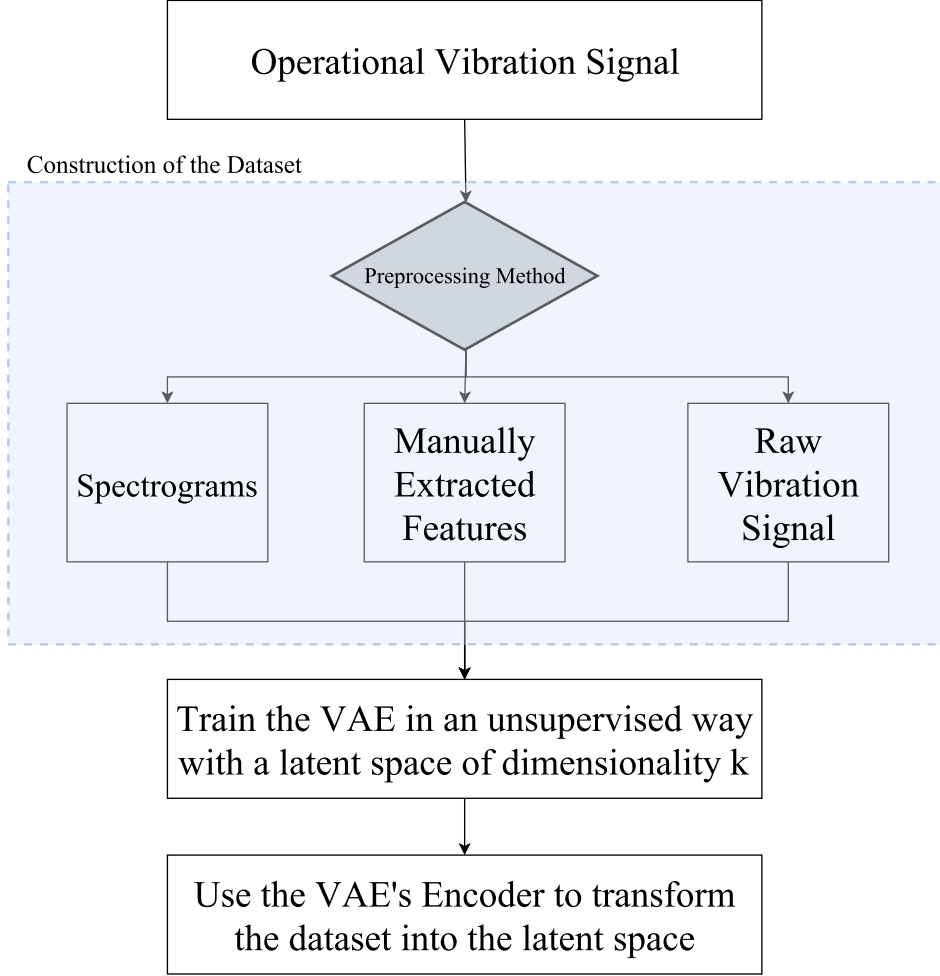 Operational Vibration Signal
Construction of the Dataset
Preprocessing Method
Spectrograms
Manually
Extracted
Features
Raw
Vibration
Signal
Train the VAE in an unsupervised way
with a latent space of dimensionality k
Use the VAE's Encoder to transform
the dataset into the latent space